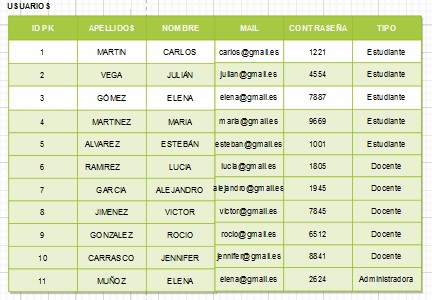 USUARIOS
ID PK APELLIDOS NOMBRE MAIL CONTRASEÑA TIPO
1 MARTIN CARLOS carlos@gmail.es 1221 Estudiante
2 VEGA JULIÁN julian@gmail.es 4554 Estudiante
3 GÓMEZ ELENA elena@gmail.es 7887 Estudiante
4 MARTINEZ MARIA maria@gmail.es 9669 Estudiante
5 ALVAREZ ESTEBÁN esteban@gmail.es 1001 Estudiante
6 RAMIREZ LUCIA lucia@gmail.es 1805 Docente
7 GARCIA ALEJANDRO alejandro@gmail.es 1945 Docente
8 JIMENEZ VICTOR victor@gmail.es 7845 Docente
9 GONZALEZ ROCIO rocio@gmail.es 6512 Docente
10 CARRASCO JENNIFER jennifer@gmail.es 8841 Docente
11 MUÑOZ ELENA elena@gmail.es 2624 Administradora